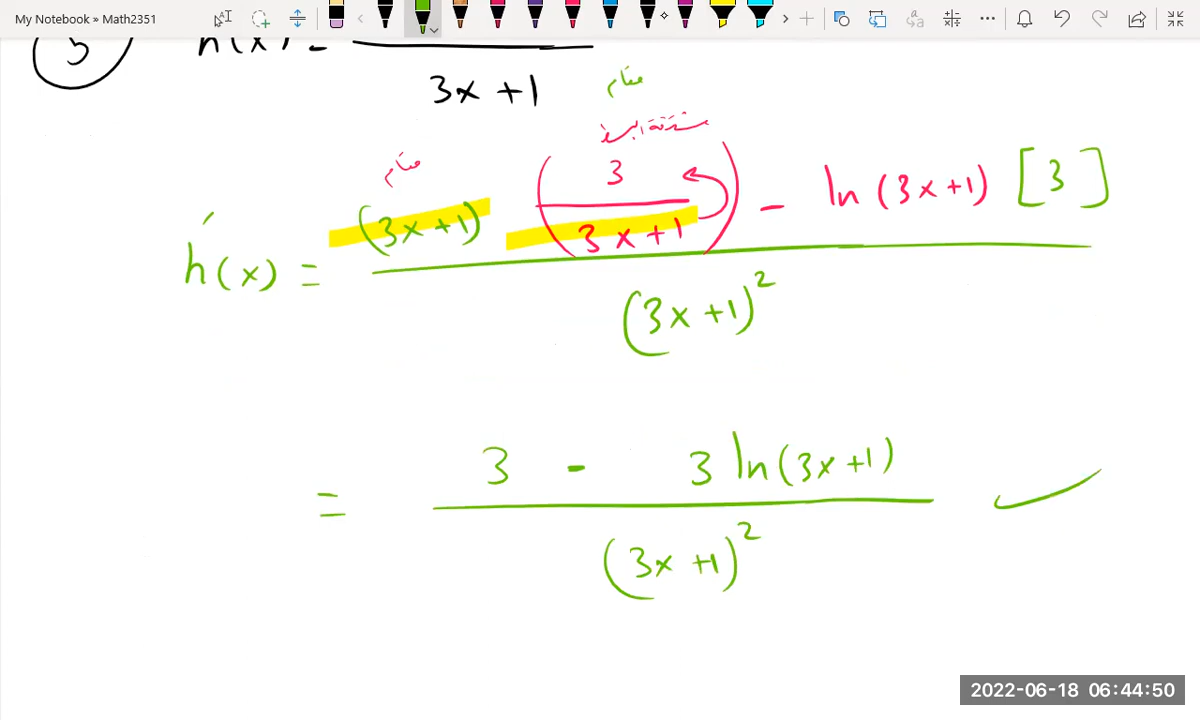 My Notebook » Math2351
5 h(x) =
3x +1
مقام
مشتقة البسط
مقام
h́(x) = (3x+1) (3/(3x+1)) - ln (3x+1) [3]
(3x+1)²
= 3 - 3 ln(3x+1)
(3x+1)²
2022-06-18 06:44:50